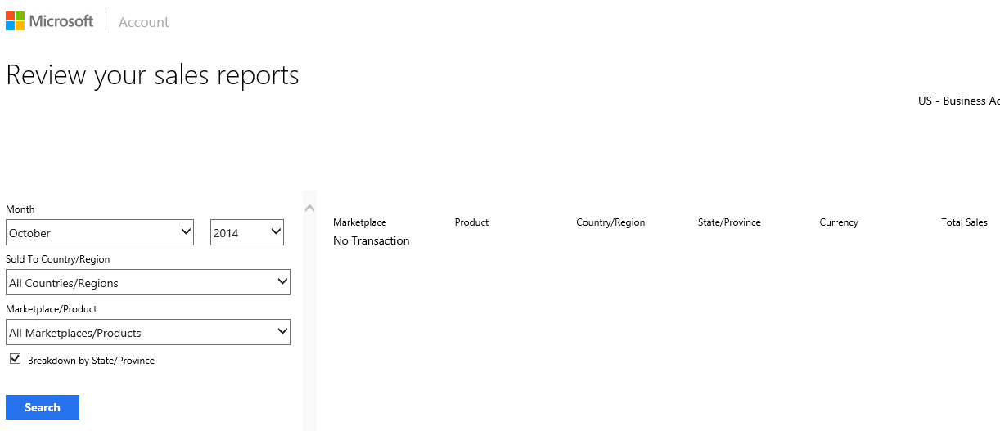 Microsoft Account
Review your sales reports
US - Business
Month
October 2014
Sold To Country/Region
All Countries/Regions
Marketplace/Product
All Marketplaces/Products
Breakdown by State/Province
Search
Marketplace Product Country/Region State/Province Currency Total Sales
No Transaction